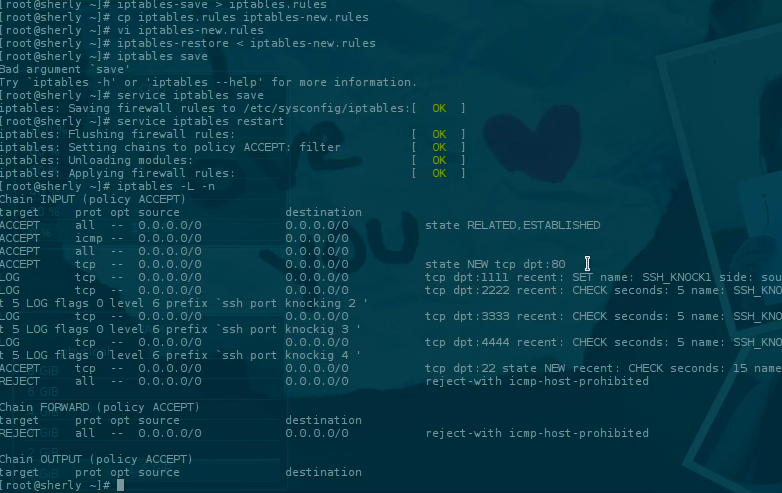 [root@sherly ~]# iptables-save > iptables.rules
[root@sherly ~]# cp iptables.rules iptables-new.rules
[root@sherly ~]# vi iptables-new.rules
[root@sherly ~]# iptables-restore < iptables-new.rules
[root@sherly ~]# iptables save
Bad argument `save'
Try `iptables -h' or 'iptables --help' for more information.
[root@sherly ~]# service iptables save
iptables: Saving firewall rules to /etc/sysconfig/iptables:[  OK  ]
[root@sherly ~]# service iptables restart
iptables: Flushing firewall rules:                         [  OK  ]
iptables: Setting chains to policy ACCEPT: filter          [  OK  ]
iptables: Unloading modules:                               [  OK  ]
iptables: Applying firewall rules:                         [  OK  ]
[root@sherly ~]# iptables -L -n
Chain INPUT (policy ACCEPT)
target     prot opt source               destination
ACCEPT     all  --  0.0.0.0/0            0.0.0.0/0           state RELATED,ESTABLISHED
ACCEPT     icmp --  0.0.0.0/0            0.0.0.0/0
ACCEPT     all  --  0.0.0.0/0            0.0.0.0/0
ACCEPT     tcp  --  0.0.0.0/0            0.0.0.0/0           state NEW tcp dpt:80
LOG        tcp  --  0.0.0.0/0            0.0.0.0/0           tcp dpt:1111 recent: SET name: SSH_KNOCK1 side: sou
LOG        tcp  --  0.0.0.0/0            0.0.0.0/0           tcp dpt:2222 recent: CHECK seconds: 5 name: SSH_KNO
t 5 LOG flags 0 level 6 prefix `ssh port knocking 2 '
LOG        tcp  --  0.0.0.0/0            0.0.0.0/0           tcp dpt:3333 recent: CHECK seconds: 5 name: SSH_KNO
t 5 LOG flags 0 level 6 prefix `ssh port knockig 3 '
LOG        tcp  --  0.0.0.0/0            0.0.0.0/0           tcp dpt:4444 recent: CHECK seconds: 5 name: SSH_KNO
t 5 LOG flags 0 level 6 prefix `ssh port knockig 4 '
ACCEPT     tcp  --  0.0.0.0/0            0.0.0.0/0           tcp dpt:22 state NEW recent: CHECK seconds: 15 name
REJECT     all  --  0.0.0.0/0            0.0.0.0/0           reject-with icmp-host-prohibited
Chain FORWARD (policy ACCEPT)
target     prot opt source               destination
REJECT     all  --  0.0.0.0/0            0.0.0.0/0           reject-with icmp-host-prohibited
Chain OUTPUT (policy ACCEPT)
target     prot opt source               destination
[root@sherly ~]#
YOU